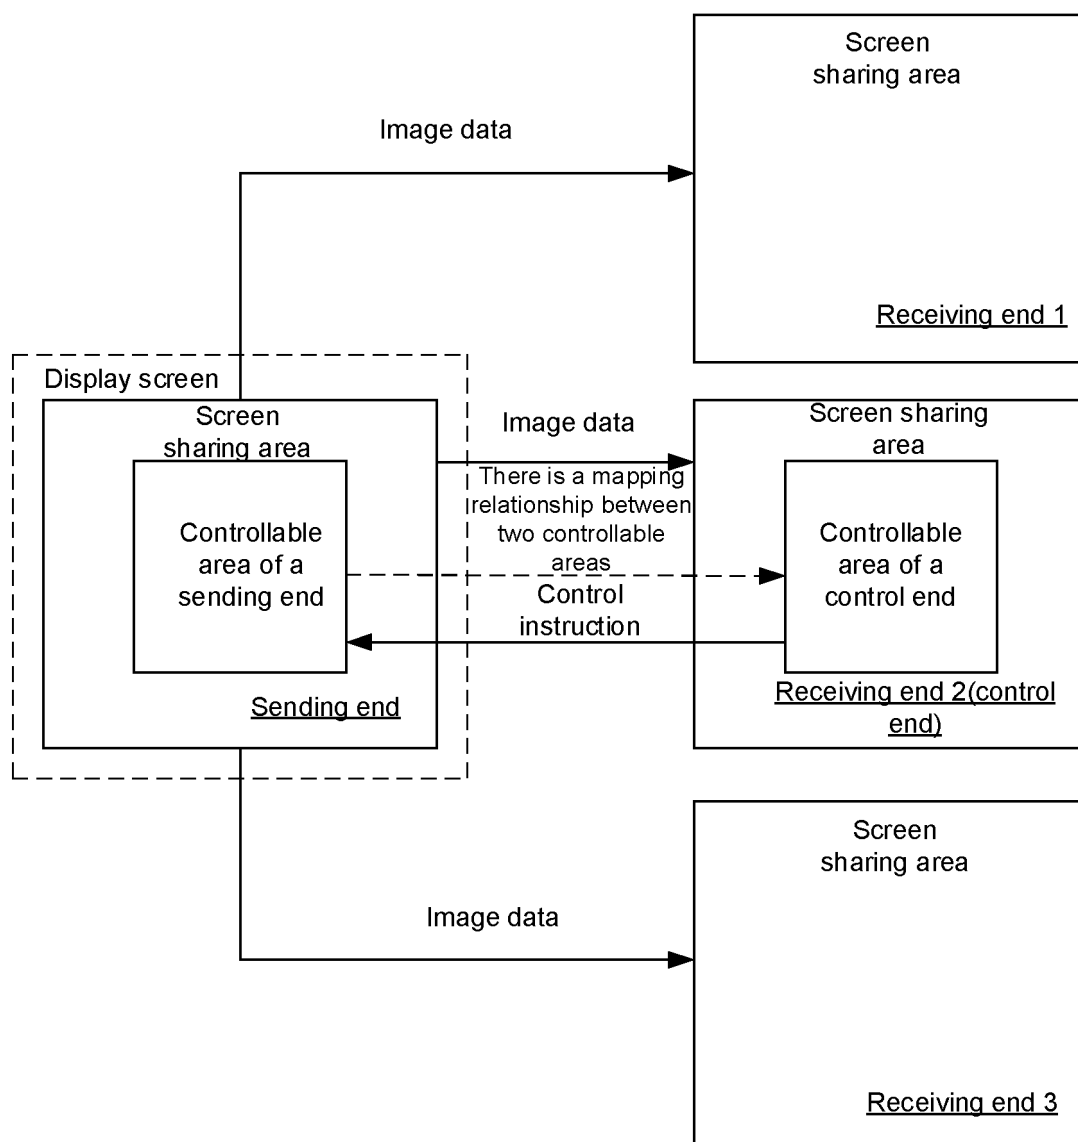 Screen
sharing area
Image data
Receiving end 1
Display screen
Screen
sharing area
Controllable
area of a
sending end
Sending end
Image data
There is a mapping
relationship between
two controllable
areas
Control
instruction
Screen sharing
area
Controllable
area of a
control end
Receiving end 2(control
end)
Screen
sharing area
Image data
Receiving end 3